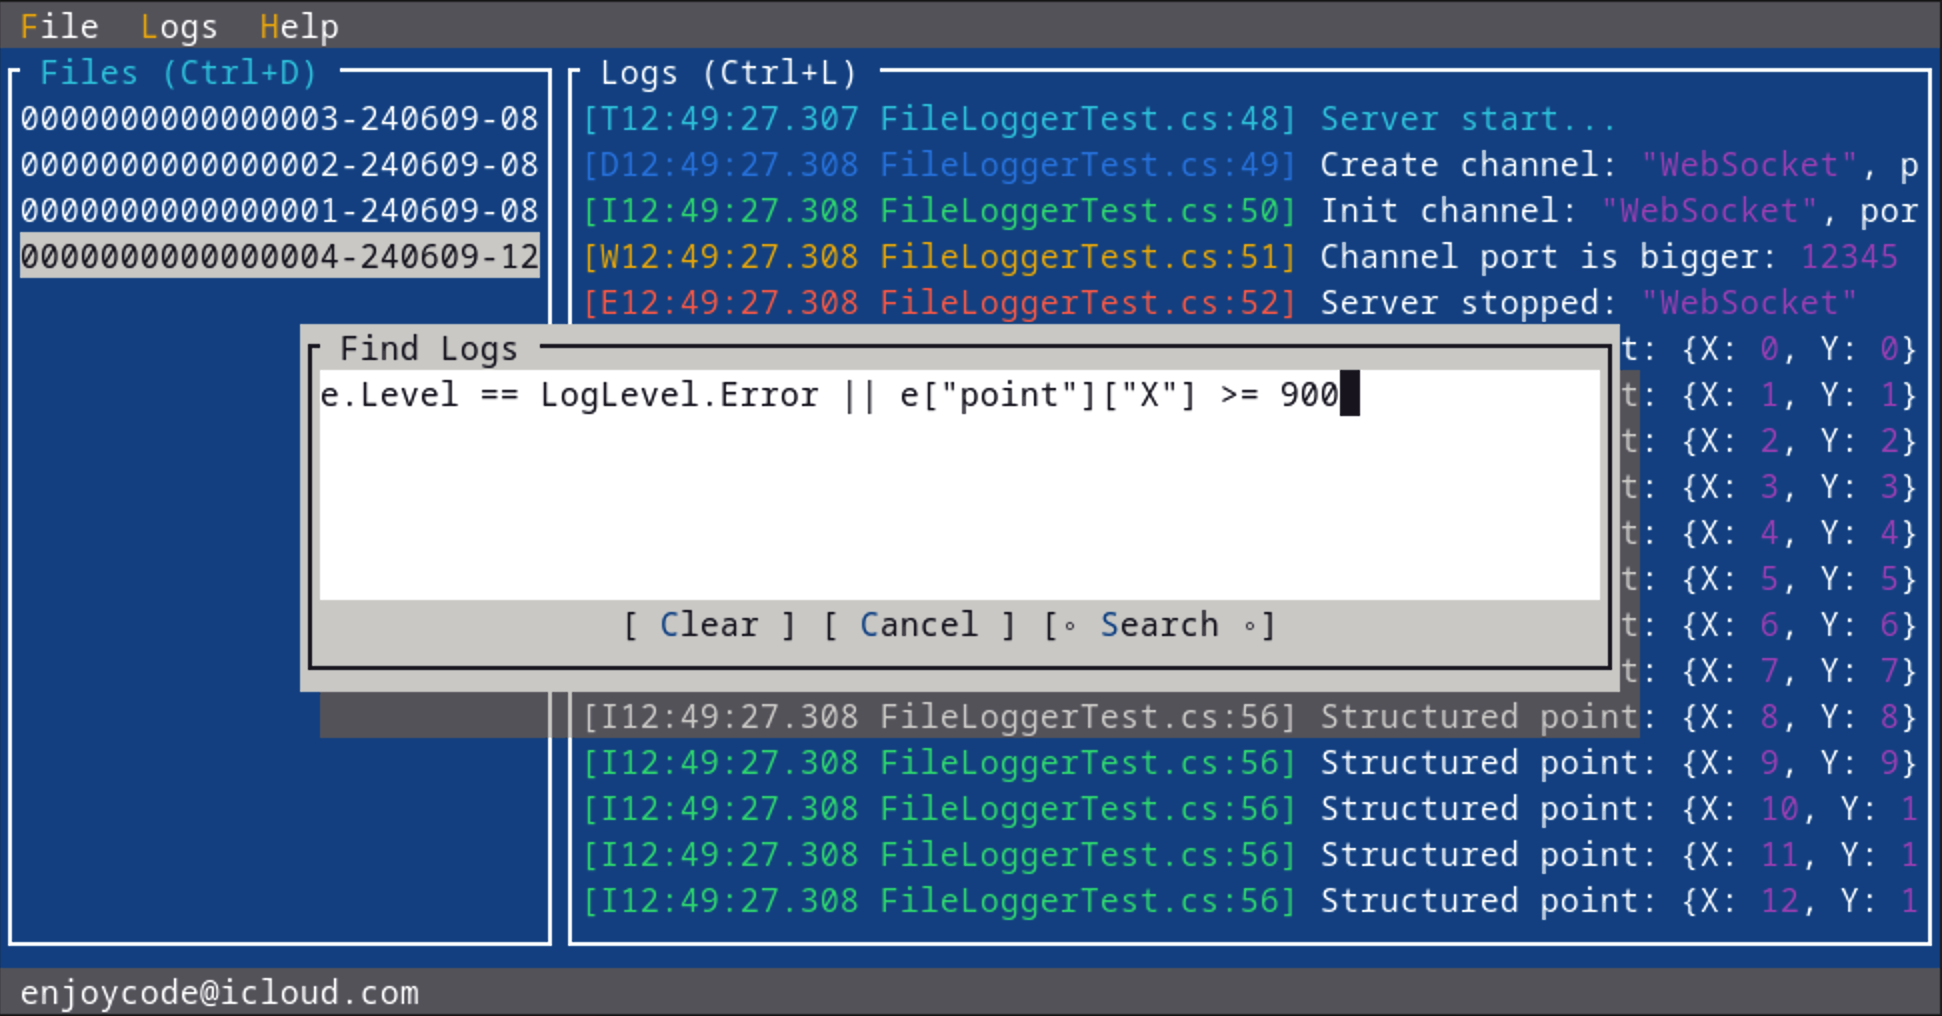 File Logs Help
Files (Ctrl+D)
0000000000000003-240609-08
0000000000000002-240609-08
0000000000000001-240609-08
0000000000000004-240609-12
Logs (Ctrl+L)
[T12:49:27.307 FileLoggerTest.cs:48] Server start...
[D12:49:27.308 FileLoggerTest.cs:49] Create channel: "WebSocket", p
[I12:49:27.308 FileLoggerTest.cs:50] Init channel: "WebSocket", por
[W12:49:27.308 FileLoggerTest.cs:51] Channel port is bigger: 12345
[E12:49:27.308 FileLoggerTest.cs:52] Server stopped: "WebSocket"
t: {X: 0, Y: 0}
t: {X: 1, Y: 1}
t: {X: 2, Y: 2}
t: {X: 3, Y: 3}
t: {X: 4, Y: 4}
t: {X: 5, Y: 5}
t: {X: 6, Y: 6}
t: {X: 7, Y: 7}
[I12:49:27.308 FileLoggerTest.cs:56] Structured point: {X: 8, Y: 8}
[I12:49:27.308 FileLoggerTest.cs:56] Structured point: {X: 9, Y: 9}
[I12:49:27.308 FileLoggerTest.cs:56] Structured point: {X: 10, Y: 1
[I12:49:27.308 FileLoggerTest.cs:56] Structured point: {X: 11, Y: 1
[I12:49:27.308 FileLoggerTest.cs:56] Structured point: {X: 12, Y: 1
Find Logs
e.Level == LogLevel.Error || e["point"]["X"] >= 900
[ Clear ] [ Cancel ] [◦ Search ◦]
enjoycode@icloud.com